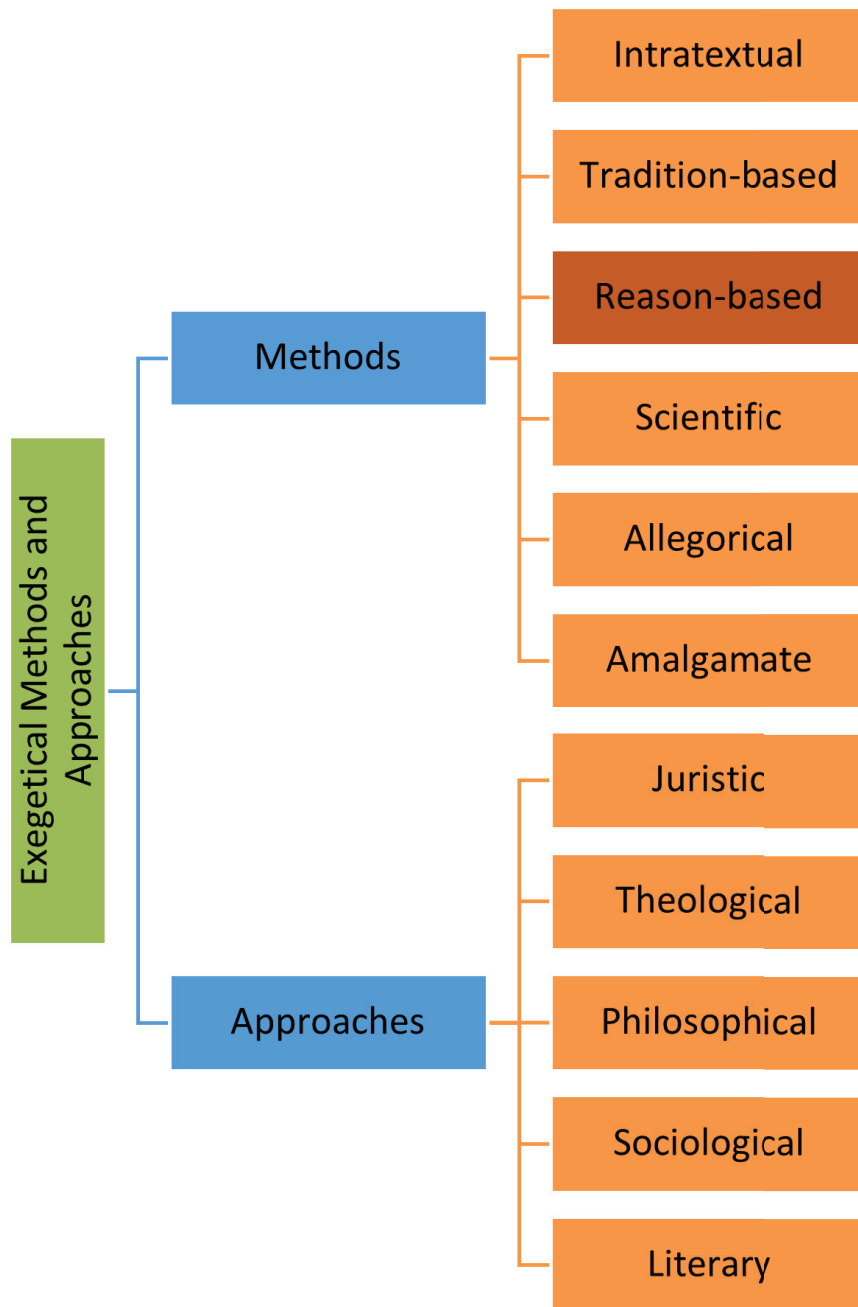 Exegetical Methods and
Approaches
Methods
Intratextual
Tradition-based
Reason-based
Scientific
Allegorical
Amalgamate
Approaches
Juristic
Theological
Philosophical
Sociological
Literary